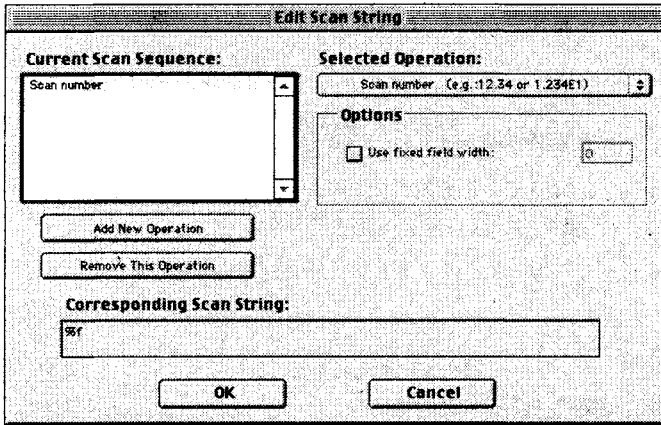 Edit Scan String
Current Scan Sequence:
Scan number
Selected Operation:
Scan number (e.g.:12.34 or 1.234E1)
Options
Use fixed field width:
0
Add New Operation
Remove This Operation
Corresponding Scan String:
%f
OK
Cancel